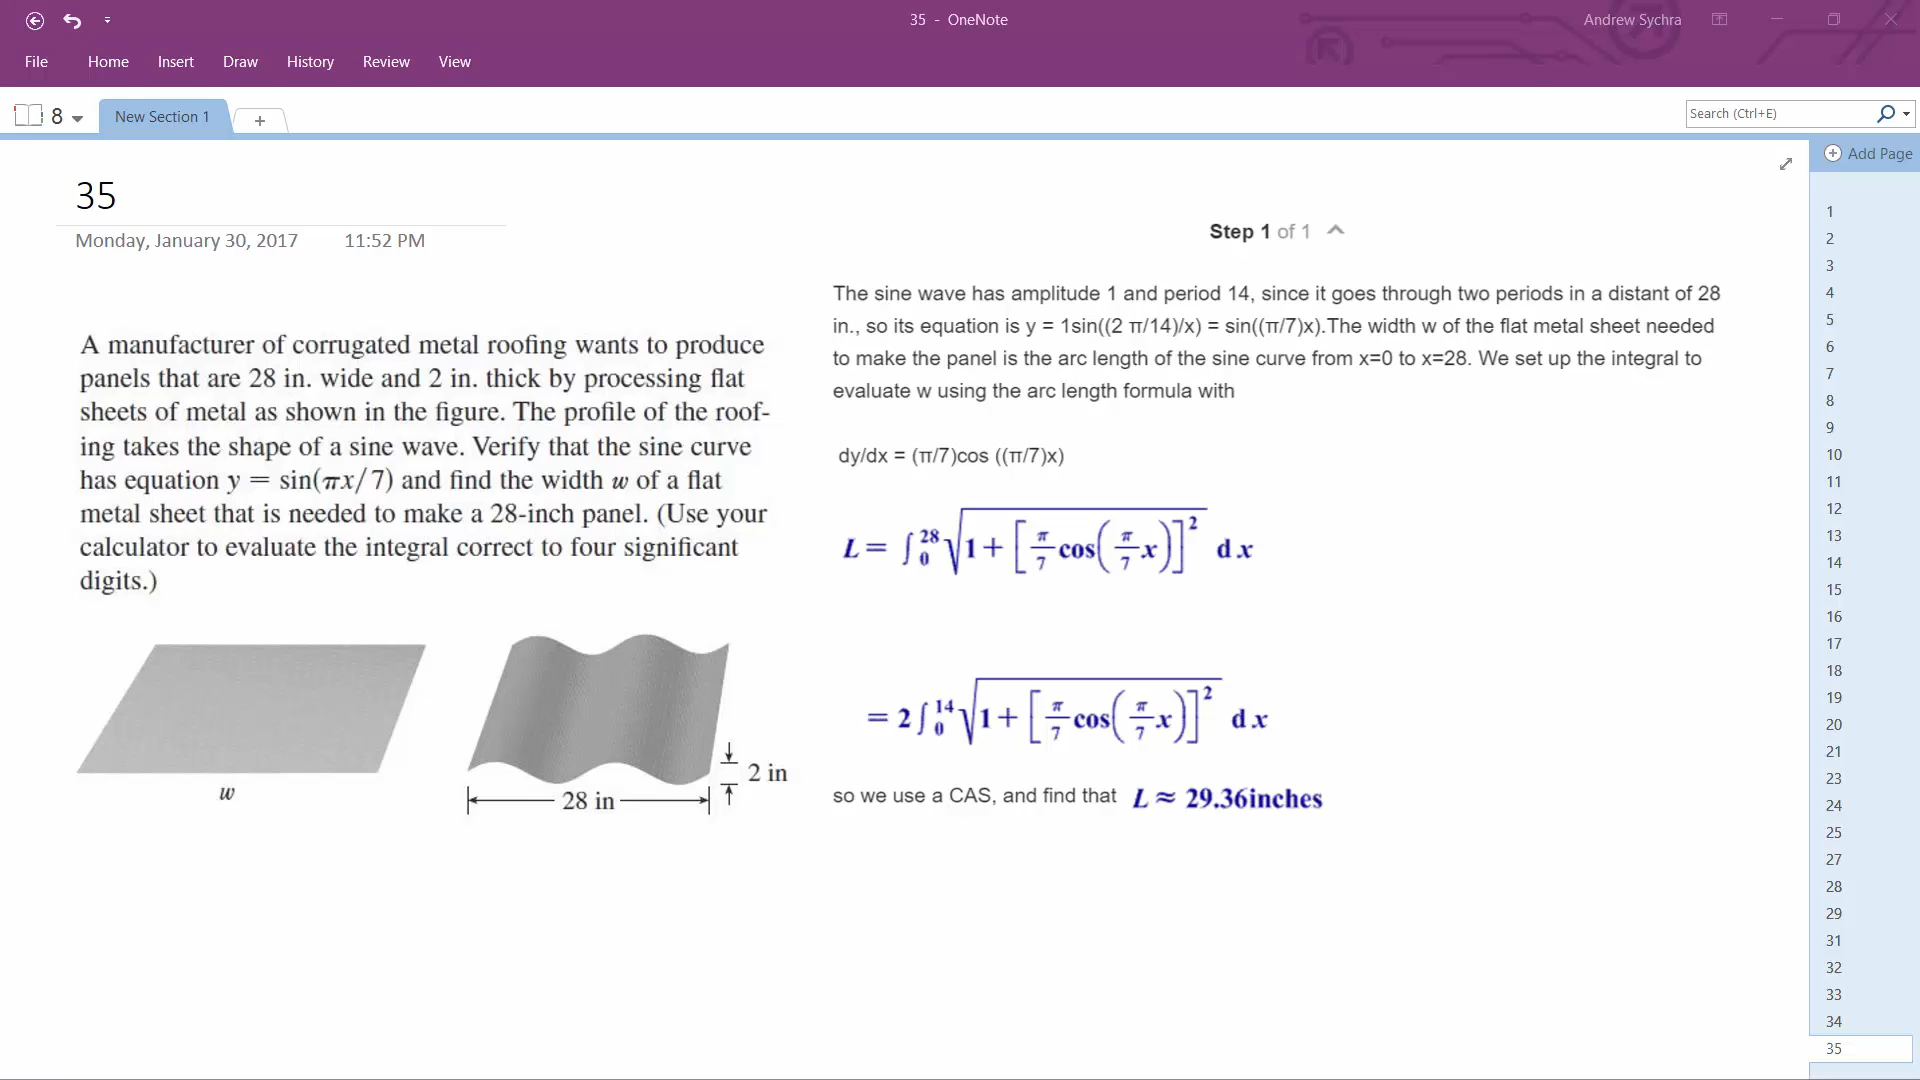 35 - OneNote
Andrew Sychra
File Home Insert Draw History Review View
8
New Section 1
+
Search (Ctrl+E)
Add Page
35
Monday, January 30, 2017 11:52 PM
A manufacturer of corrugated metal roofing wants to produce
panels that are 28 in. wide and 2 in. thick by processing flat
sheets of metal as shown in the figure. The profile of the roof-
ing takes the shape of a sine wave. Verify that the sine curve
has equation y = sin(πx/7) and find the width w of a flat
metal sheet that is needed to make a 28-inch panel. (Use your
calculator to evaluate the integral correct to four significant
digits.)
w
28 in
2 in
Step 1 of 1
The sine wave has amplitude 1 and period 14, since it goes through two periods in a distant of 28
in., so its equation is y = 1sin((2 π/14)/x) = sin((π/7)x).The width w of the flat metal sheet needed
to make the panel is the arc length of the sine curve from x=0 to x=28. We set up the integral to
evaluate w using the arc length formula with
dy/dx = (π/7)cos ((π/7)x)
L = ∫₀²⁸ √(1 + [π/7 cos(π/7 x)]²) dx
= 2∫₀¹⁴ √(1 + [π/7 cos(π/7 x)]²) dx
so we use a CAS, and find that L ≈ 29.36inches
1
2
3
4
5
6
7
8
9
10
11
12
13
14
15
16
17
18
19
20
21
22
23
24
25
27
28
29
31
32
33
34
35